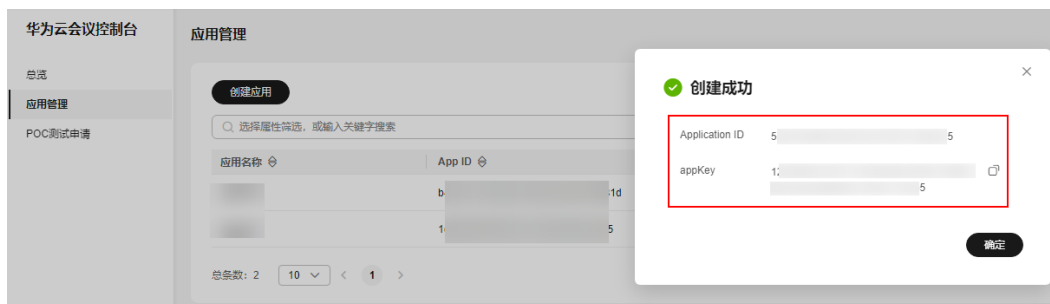 华为云会议控制台
总览
应用管理
POC测试申请
应用管理
创建应用
选择属性筛选，或输入关键字搜索
应用名称 App ID
b 1d
1 5
总条数：2 10 < 1 >
创建成功
Application ID 5 5
appKey 12
5
确定